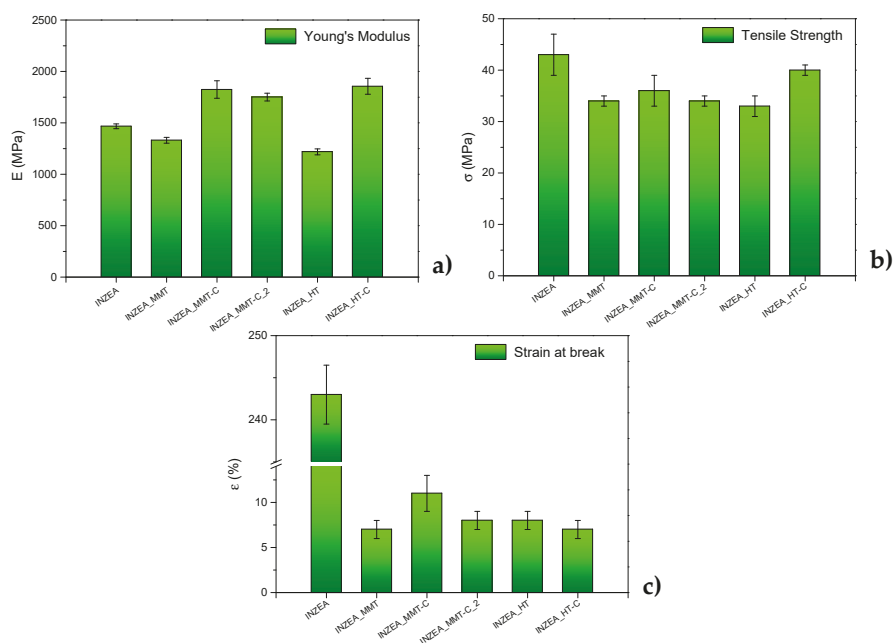 2500
2000
1500
1000
500
0
E (MPa)
Young's Modulus
INZEA
INZEA_MMT
INZEA_MMT-C
INZEA_MMT-C_2
INZEA_HT
INZEA_HT-C
a)
50
40
30
20
10
0
σ (MPa)
Tensile Strength
INZEA
INZEA_MMT
INZEA_MMT-C
INZEA_MMT-C_2
INZEA_HT
INZEA_HT-C
b)
250
240
10
5
0
ε (%)
Strain at break
INZEA
INZEA_MMT
INZEA_MMT-C
INZEA_MMT-C_2
INZEA_HT
INZEA_HT-C
c)